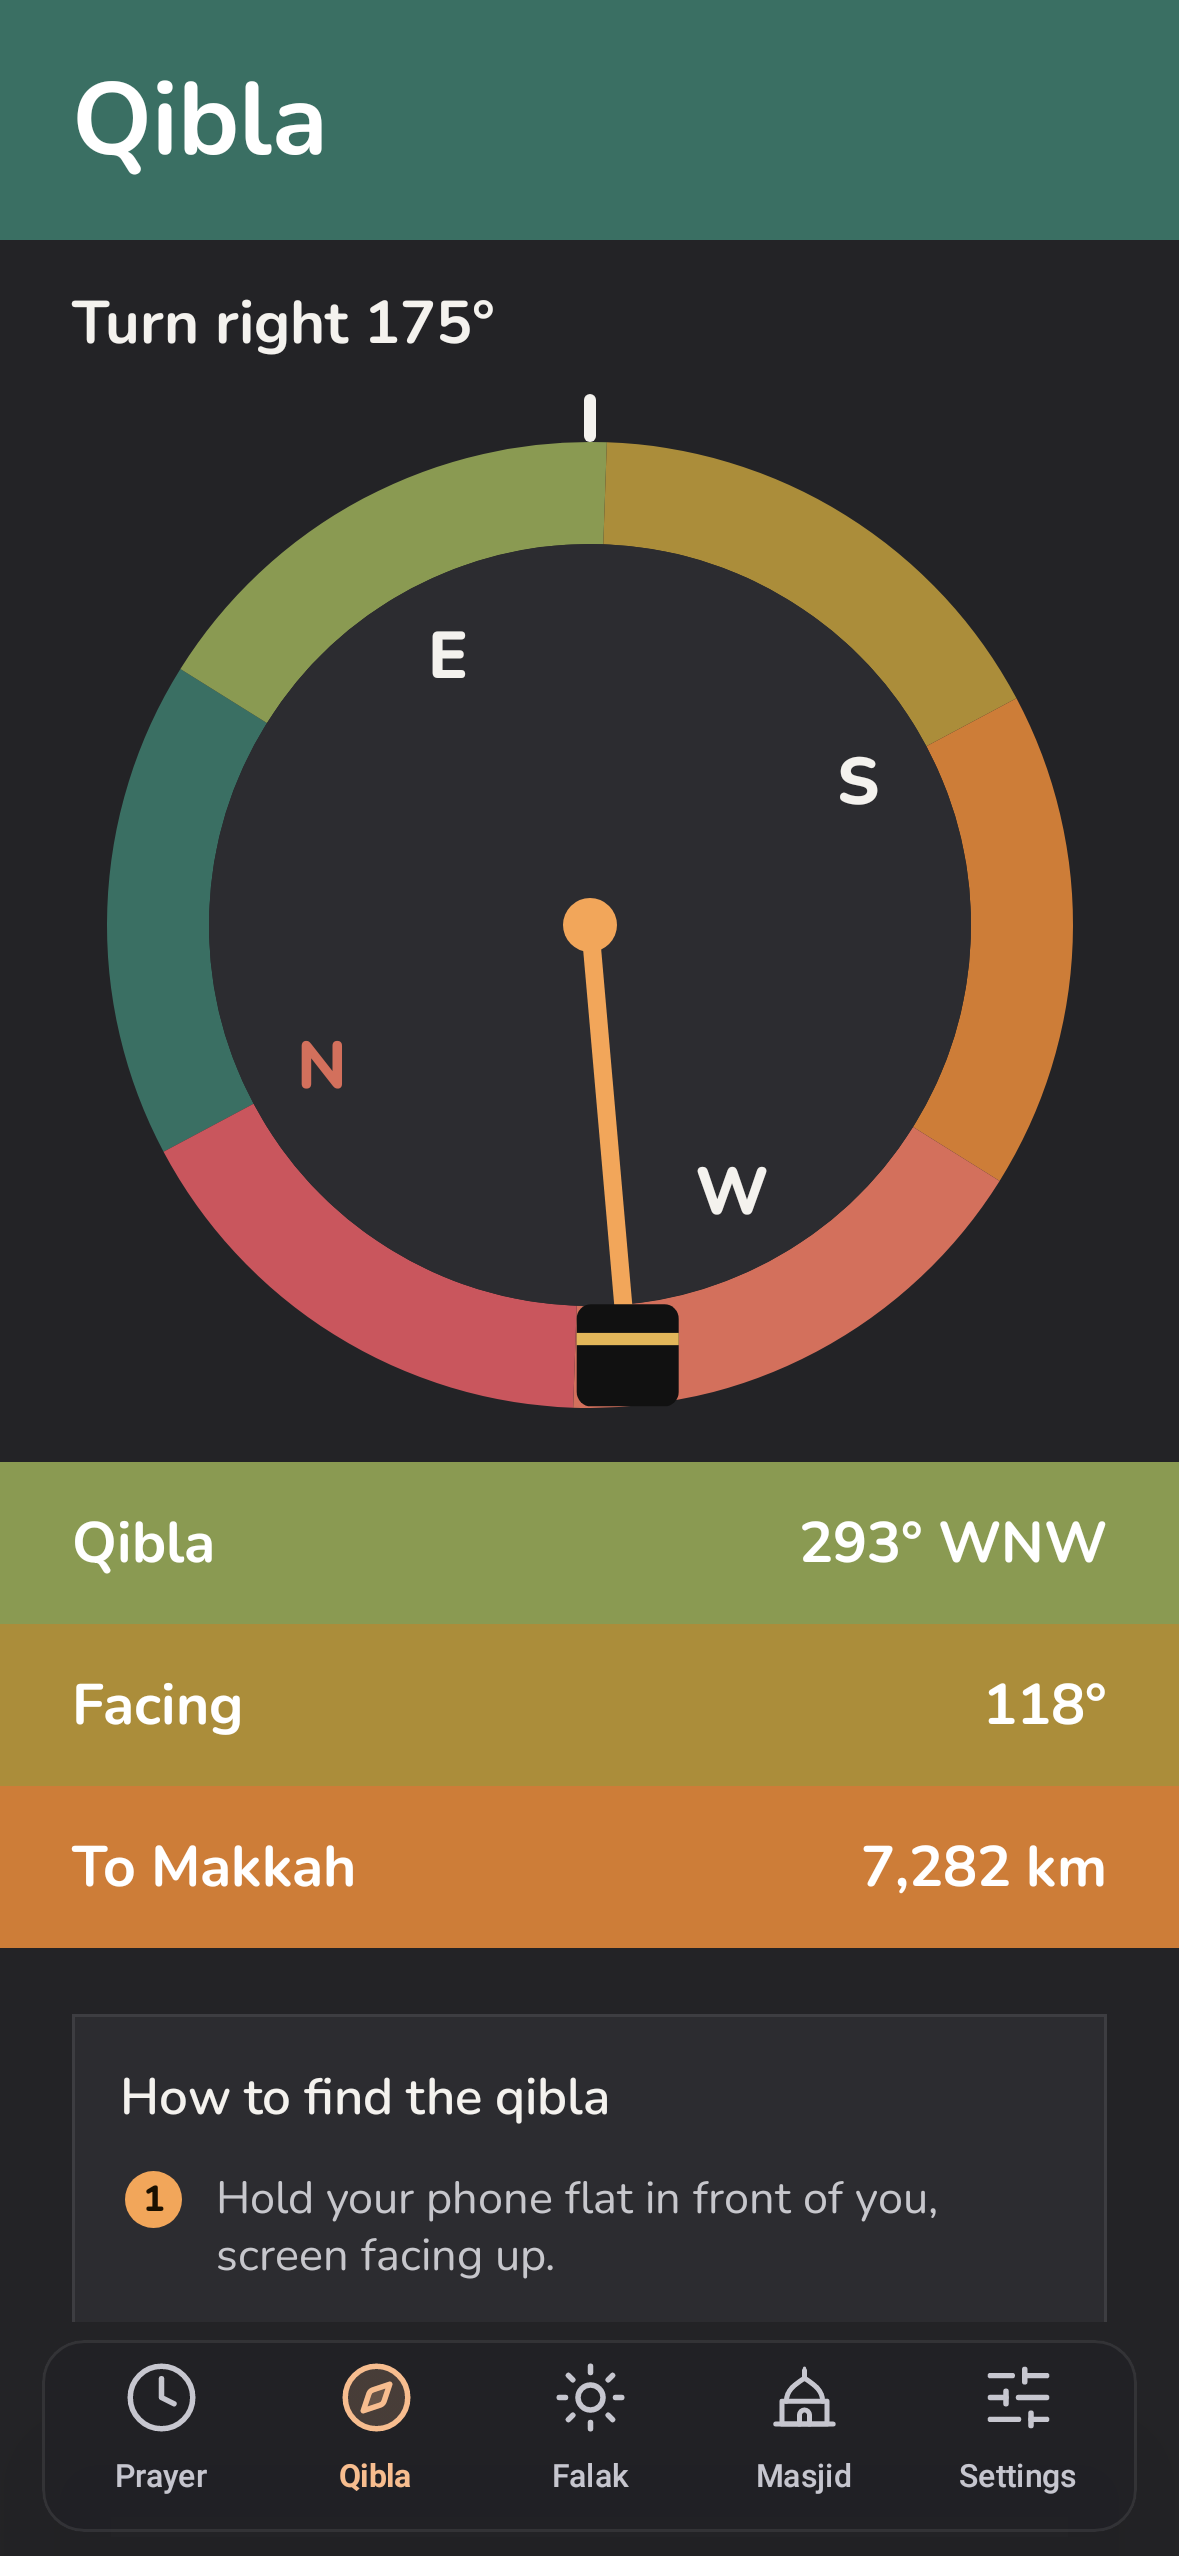 Qibla
Turn right 175°
E
S
N
W
Qibla 293° WNW
Facing 118°
To Makkah 7,282 km
How to find the qibla
1 Hold your phone flat in front of you,
screen facing up.
Prayer Qibla Falak Masjid Settings